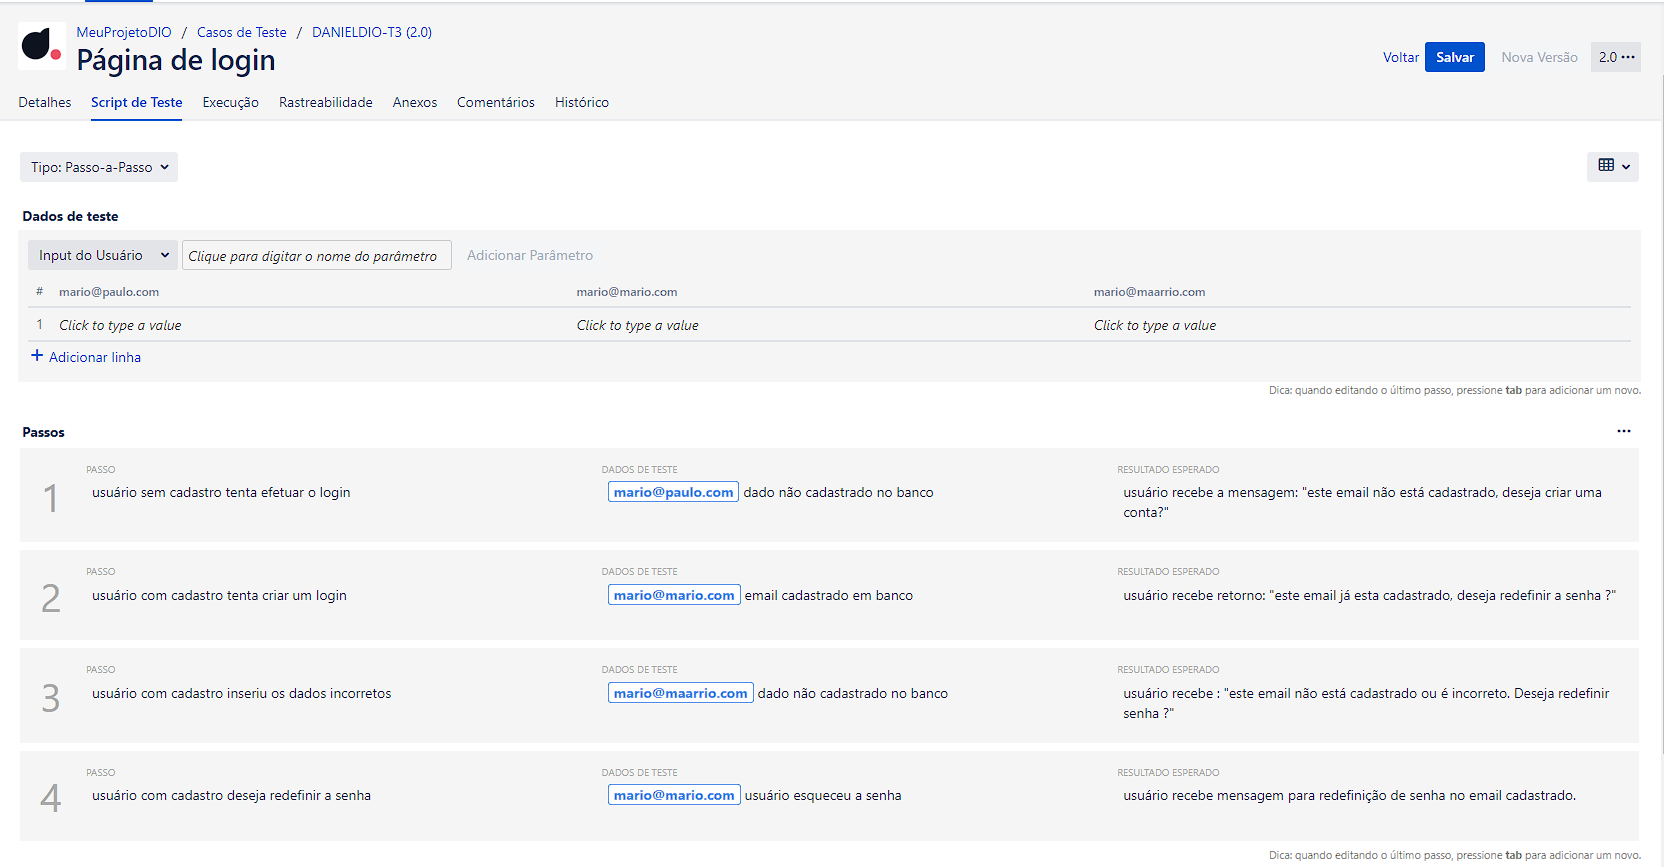 MeuProjetoDIO / Casos de Teste / DANIELDIO-T3 (2.0)
Página de login
Voltar Salvar Nova Versão 2.0
Detalhes Script de Teste Execução Rastreabilidade Anexos Comentários Histórico
Tipo: Passo-a-Passo
Dados de teste
Input do Usuário Clique para digitar o nome do parâmetro Adicionar Parâmetro
# mario@paulo.com mario@mario.com mario@maarrio.com
1 Click to type a value Click to type a value Click to type a value
+ Adicionar linha
Dica: quando editando o último passo, pressione tab para adicionar um novo.
Passos
PASSO DADOS DE TESTE RESULTADO ESPERADO
1 usuário sem cadastro tenta efetuar o login mario@paulo.com dado não cadastrado no banco usuário recebe a mensagem: "este email não está cadastrado, deseja criar uma
conta?"
PASSO DADOS DE TESTE RESULTADO ESPERADO
2 usuário com cadastro tenta criar um login mario@mario.com email cadastrado em banco usuário recebe retorno: "este email já esta cadastrado, deseja redefinir a senha ?"
PASSO DADOS DE TESTE RESULTADO ESPERADO
3 usuário com cadastro inseriu os dados incorretos mario@maarrio.com dado não cadastrado no banco usuário recebe : "este email não está cadastrado ou é incorreto. Deseja redefinir
senha ?"
PASSO DADOS DE TESTE RESULTADO ESPERADO
4 usuário com cadastro deseja redefinir a senha mario@mario.com usuário esqueceu a senha usuário recebe mensagem para redefinição de senha no email cadastrado.
Dica: quando editando o último passo, pressione tab para adicionar um novo.